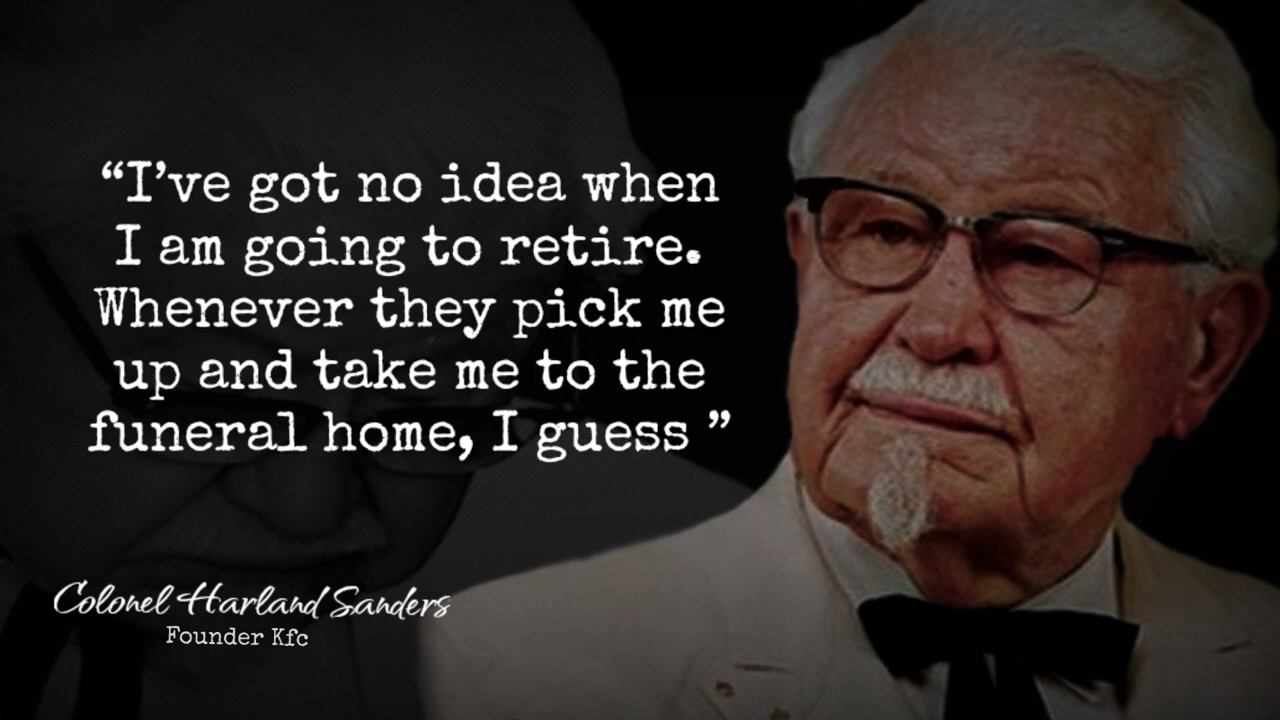 “I’ve got no idea when
I am going to retire.
Whenever they pick me
up and take me to the
funeral home, I guess ”
Colonel Harland Sanders
Founder Kfc